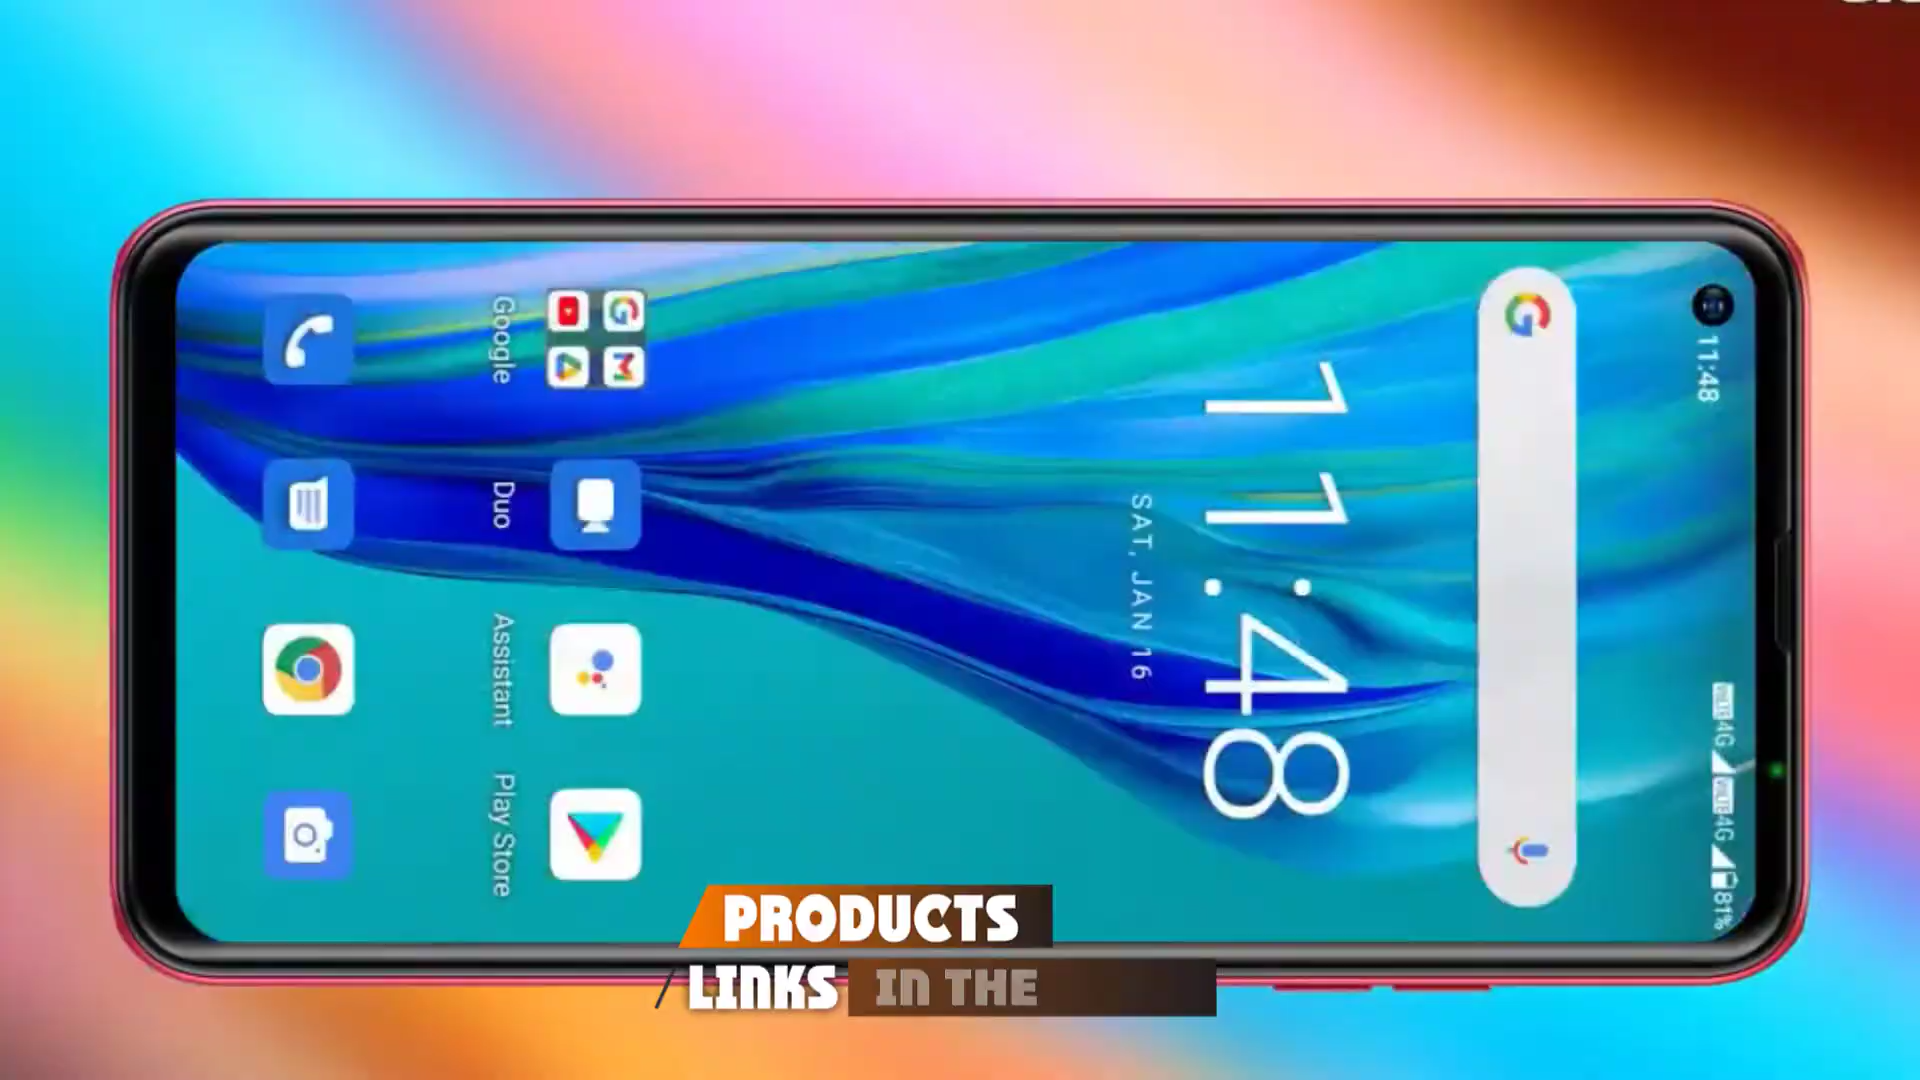 11:48
4G
4G
81%
11:48
SAT, JAN 16
Google
Duo
Assistant
Play Store
PRODUCTS
LINKS IN THE